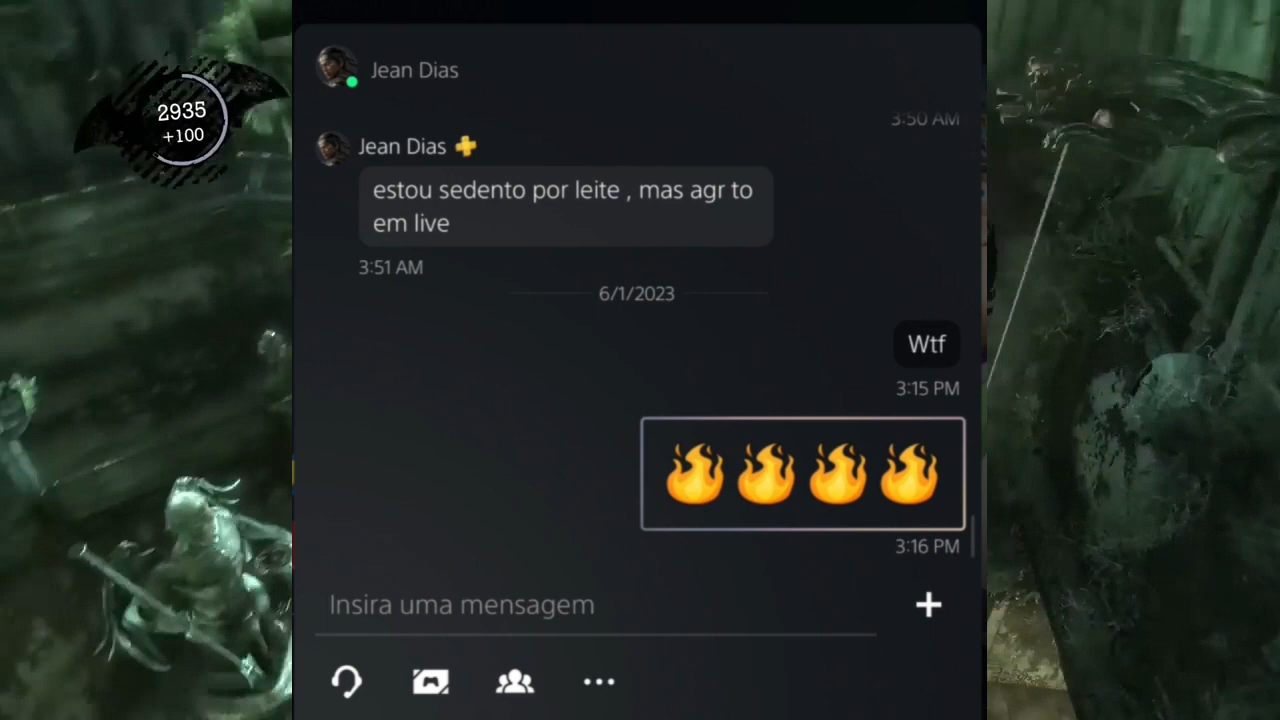 2935
+100
Jean Dias
3:50 AM
Jean Dias
estou sedento por leite , mas agr to
em live
3:51 AM
6/1/2023
Wtf
3:15 PM
🔥🔥🔥🔥
3:16 PM
Insira uma mensagem